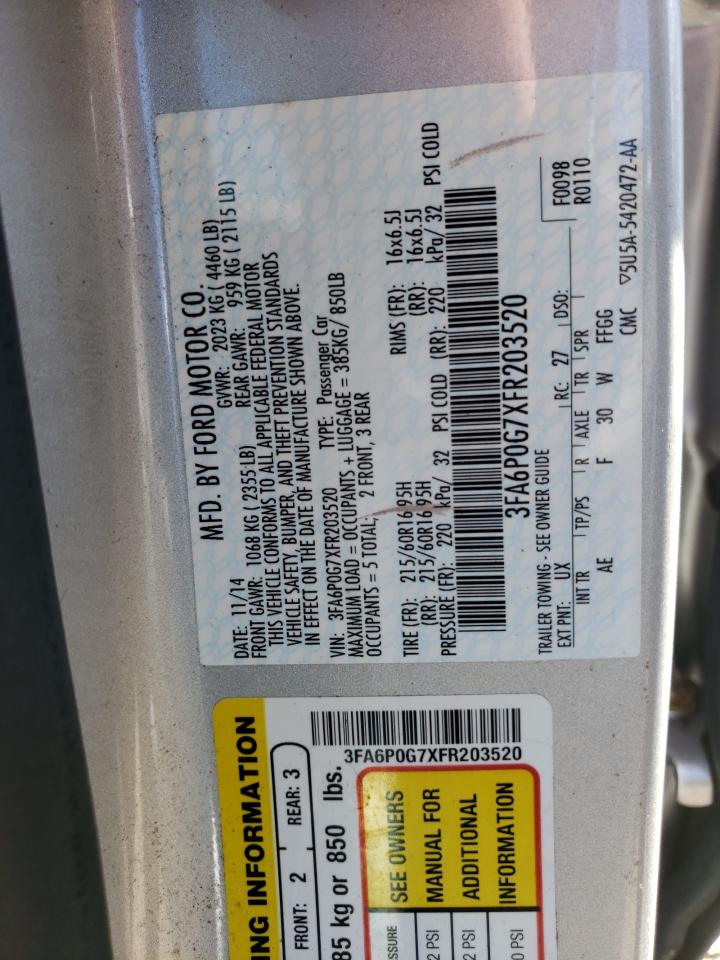 MFD. BY FORD MOTOR CO.
DATE: 11/14 GVWR: 2023 KG ( 4460 LB)
FRONT GAWR: 1068 KG ( 2355 LB) REAR GAWR: 959 KG ( 2115 LB)
THIS VEHICLE CONFORMS TO ALL APPLICABLE FEDERAL MOTOR
VEHICLE SAFETY, BUMPER, AND THEFT PREVENTION STANDARDS
IN EFFECT ON THE DATE OF MANUFACTURE SHOWN ABOVE.
VIN: 3FA6P0G7XFR203520 TYPE: Passenger Car
MAXIMUM LOAD = OCCUPANTS + LUGGAGE = 385KG/ 850LB
OCCUPANTS = 5 TOTAL; 2 FRONT, 3 REAR
TIRE (FR): 215/60R16 95H RIMS (FR): 16x6.5J
(RR): 215/60R16 95H (RR): 16x6.5J
PRESSURE (FR): 220 kPa/ 32 PSI COLD (RR): 220 kPa/ 32 PSI COLD
3FA6P0G7XFR203520
TRAILER TOWING - SEE OWNER GUIDE
F0098
R0110
EXT PNT: UX RC: 27 DSO:
INT TR TP/PS R AXLE TR SPR
AE F 30 W FFGG
CMC ▽5U5A-5420472-AA
NG INFORMATION
FRONT: 2 REAR: 3
85 kg or 850 lbs.
3FA6P0G7XFR203520
SSURE
2 PSI
2 PSI
0 PSI
SEE OWNERS
MANUAL FOR
ADDITIONAL
INFORMATION